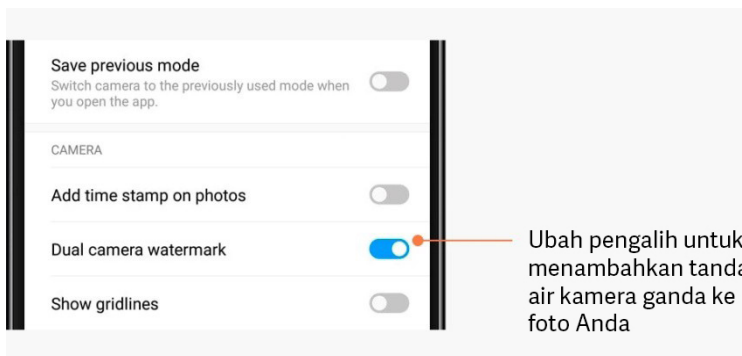 Save previous mode
Switch camera to the previously used mode when
you open the app.
CAMERA
Add time stamp on photos
Dual camera watermark
Show gridlines
Ubah pengalih untuk
menambahkan tanda
air kamera ganda ke
foto Anda